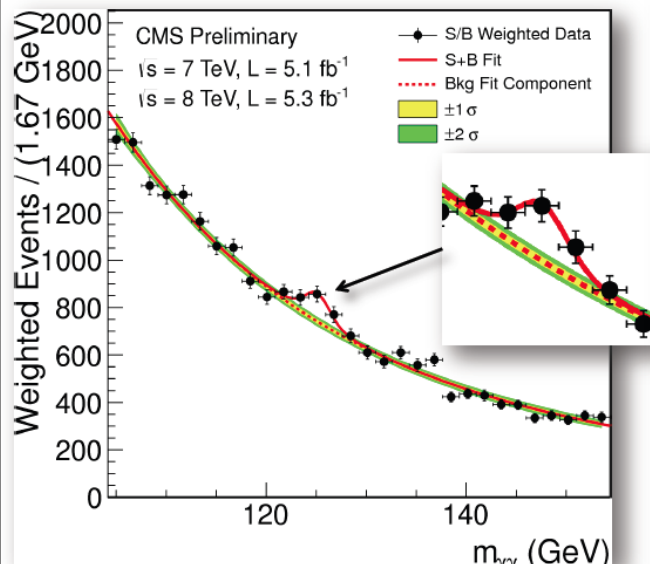 Weighted Events / (1.67 GeV)
2000
1600
1400
1200
1000
800
600
400
200
0
CMS Preliminary
√s = 7 TeV, L = 5.1 fb⁻¹
√s = 8 TeV, L = 5.3 fb⁻¹
S/B Weighted Data
S+B Fit
Bkg Fit Component
±1 σ
±2 σ
120
140
m_γγ (GeV)